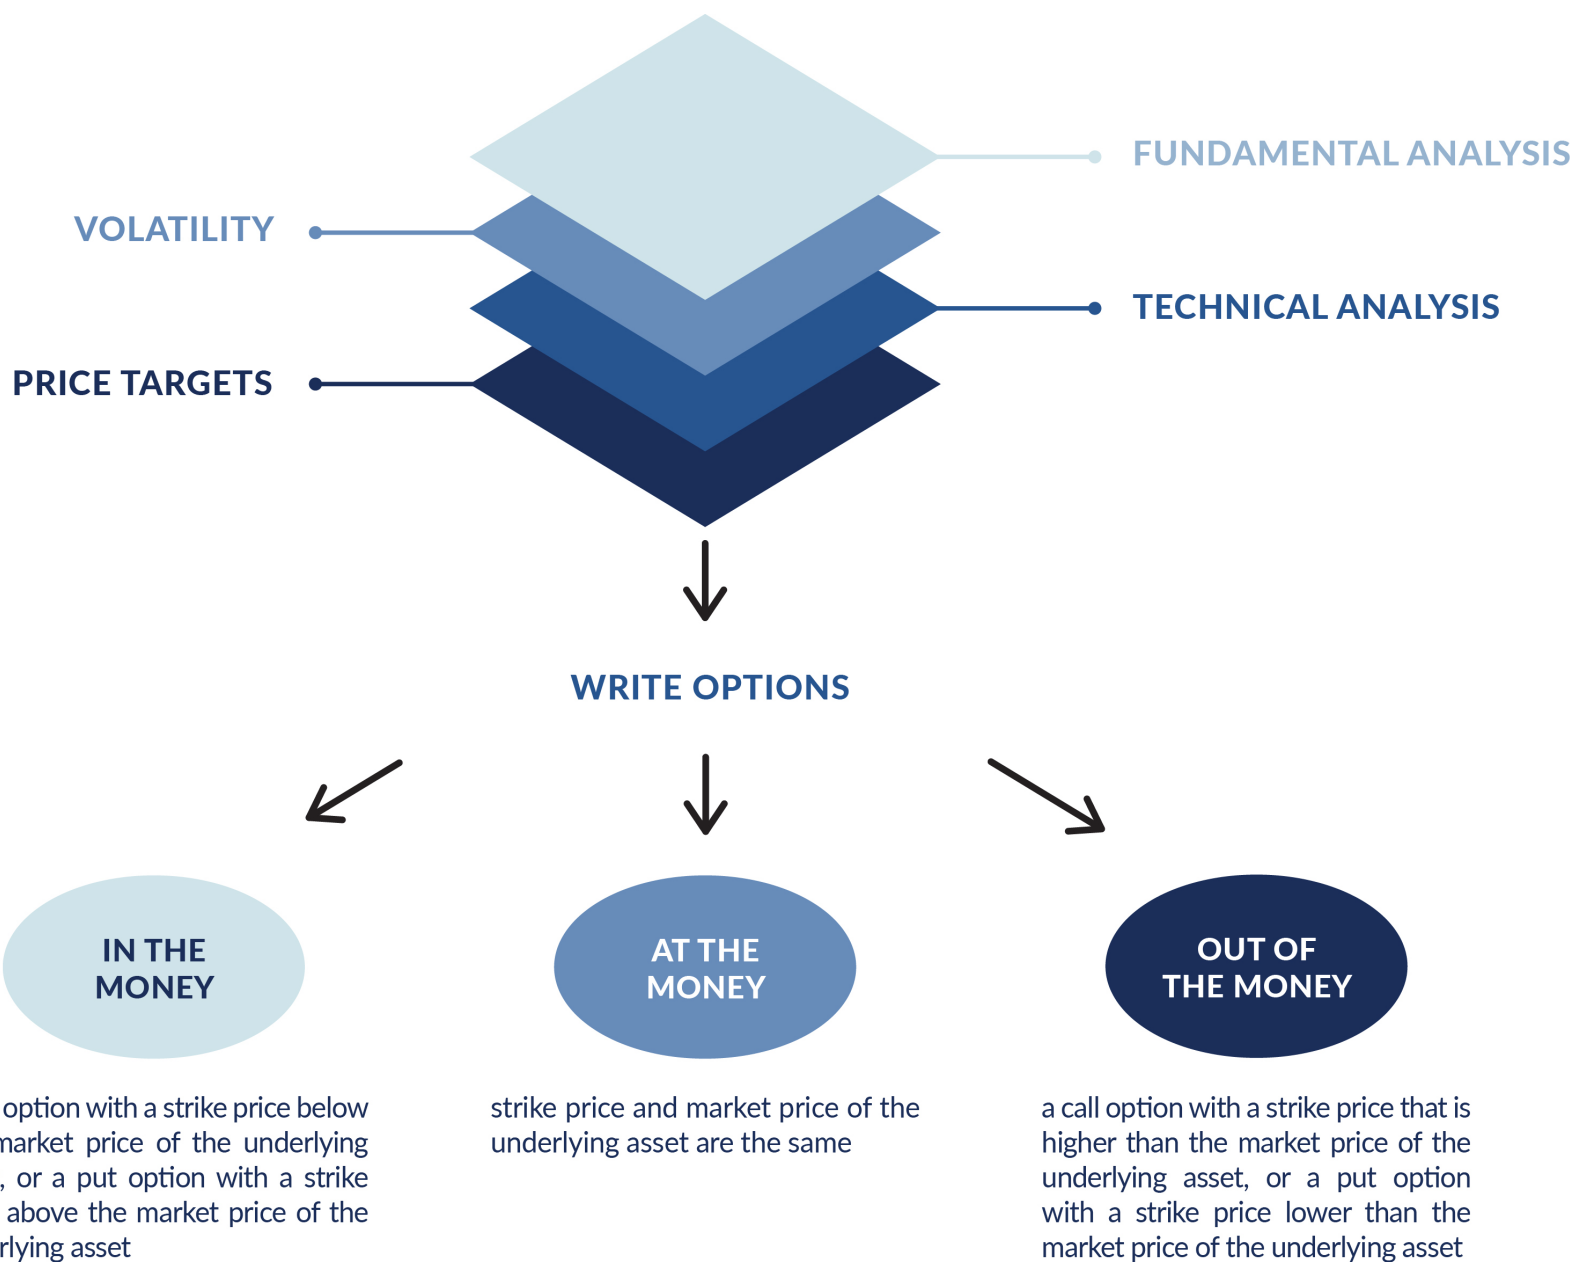 FUNDAMENTAL ANALYSIS
VOLATILITY
TECHNICAL ANALYSIS
PRICE TARGETS
WRITE OPTIONS
IN THE
MONEY
AT THE
MONEY
OUT OF
THE MONEY
option with a strike price below
market price of the underlying
, or a put option with a strike
above the market price of the
rlying asset
strike price and market price of the
underlying asset are the same
a call option with a strike price that is
higher than the market price of the
underlying asset, or a put option
with a strike price lower than the
market price of the underlying asset